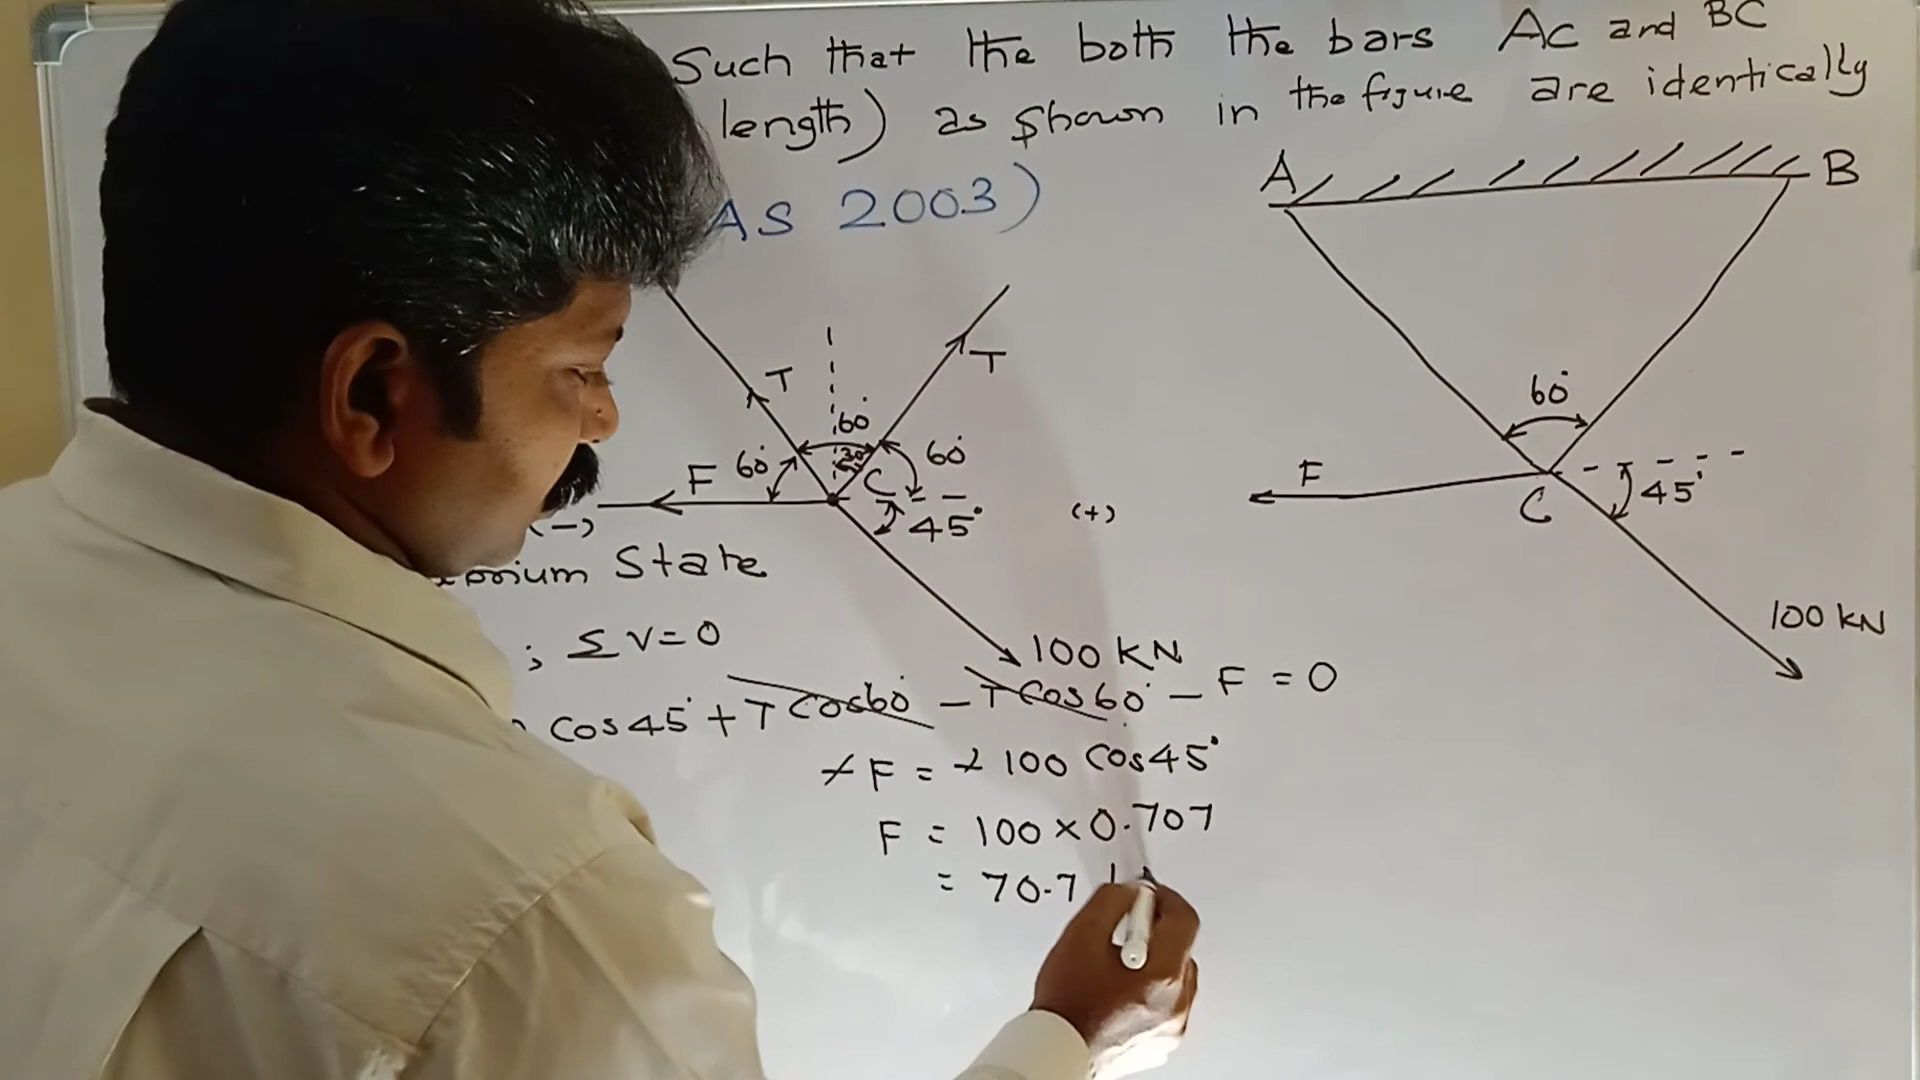 Such that the both the bars AC and BC
length) as shown in the figure are identically
AS 2003)
A
B
T
T
60°
30°
60°
60°
F
C
45°
(-)
(+)
60°
F
C
45°
100 kN
State
; Σ V=0
100 KN
cos45° + T Cos60° - T Cos60° - F = 0
- F = - 100 Cos45°
F = 100 × 0.707
= 70.7